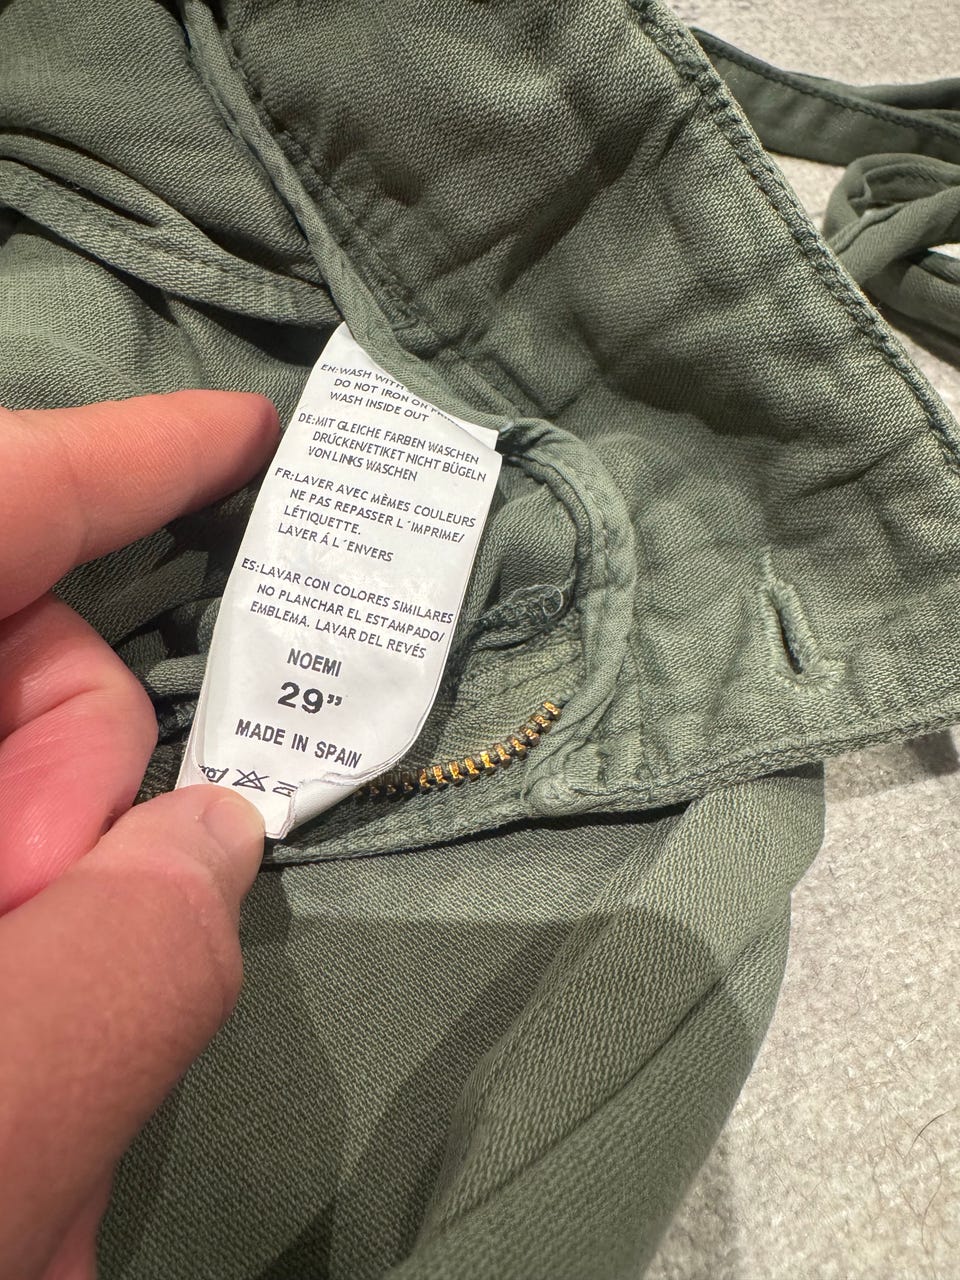 EN:WASH WITH
DO NOT IRON ON
WASH INSIDE OUT
DE:MIT GLEICHE FARBEN WASCHEN
DRÜCKEN/ETIKET NICHT BÜGELN
VON LINKS WASCHEN
FR:LAVER AVEC MÊMES COULEURS
NE PAS REPASSER L´IMPRIME/
LÉTIQUETTE.
LAVER Á L´ENVERS
ES:LAVAR CON COLORES SIMILARES
NO PLANCHAR EL ESTAMPADO/
EMBLEMA. LAVAR DEL REVÉS
NOEMI
29”
MADE IN SPAIN